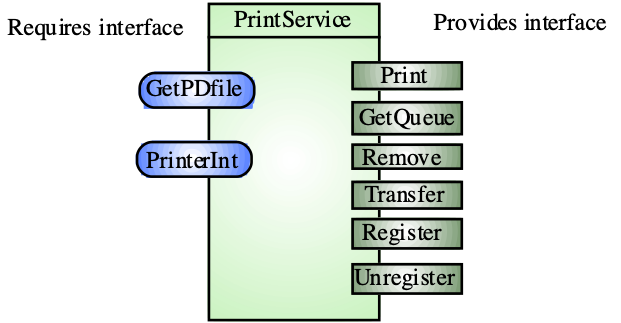 Requires interface
PrintService
Provides interface
GetPDfile
PrinterInt
Print
GetQueue
Remove
Transfer
Register
Unregister